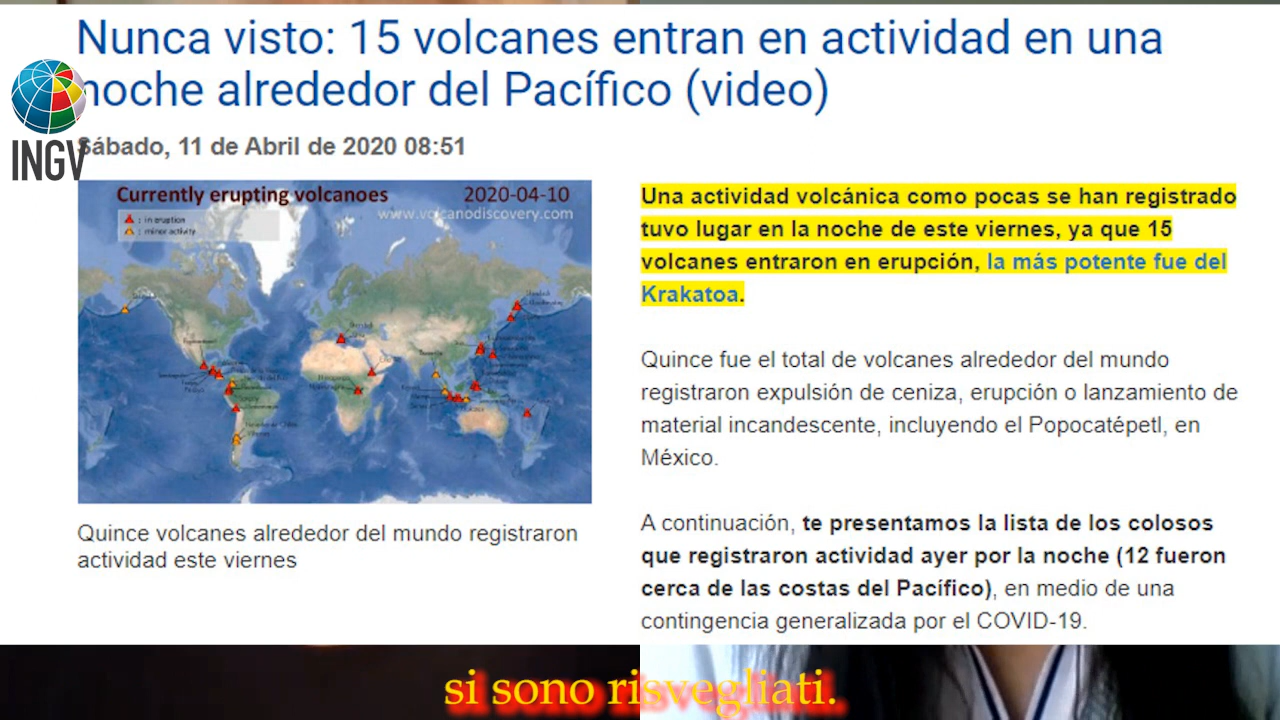 Nunca visto: 15 volcanes entran en actividad en una
noche alrededor del Pacífico (video)
INGV
Sábado, 11 de Abril de 2020 08:51
Currently erupting volcanoes 2020-04-10
www.volcanodiscovery.com
: in eruption
: minor activity
Quince volcanes alrededor del mundo registraron
actividad este viernes
Una actividad volcánica como pocas se han registrado
tuvo lugar en la noche de este viernes, ya que 15
volcanes entraron en erupción, la más potente fue del
Krakatoa.
Quince fue el total de volcanes alrededor del mundo
registraron expulsión de ceniza, erupción o lanzamiento de
material incandescente, incluyendo el Popocatépetl, en
México.
A continuación, te presentamos la lista de los colosos
que registraron actividad ayer por la noche (12 fueron
cerca de las costas del Pacífico), en medio de una
contingencia generalizada por el COVID-19.
si sono risvegliati.